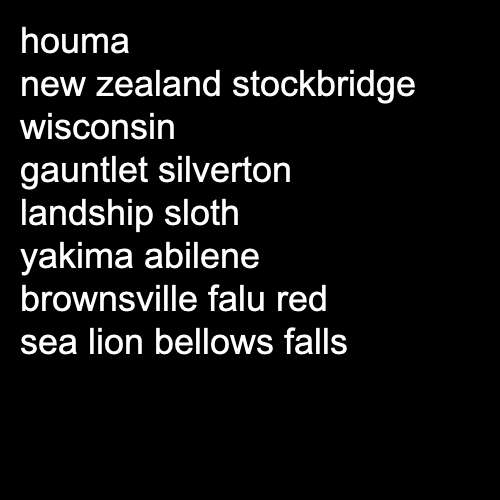 houma
new zealand stockbridge
wisconsin
gauntlet silverton
landship sloth
yakima abilene
brownsville falu red
sea lion bellows falls